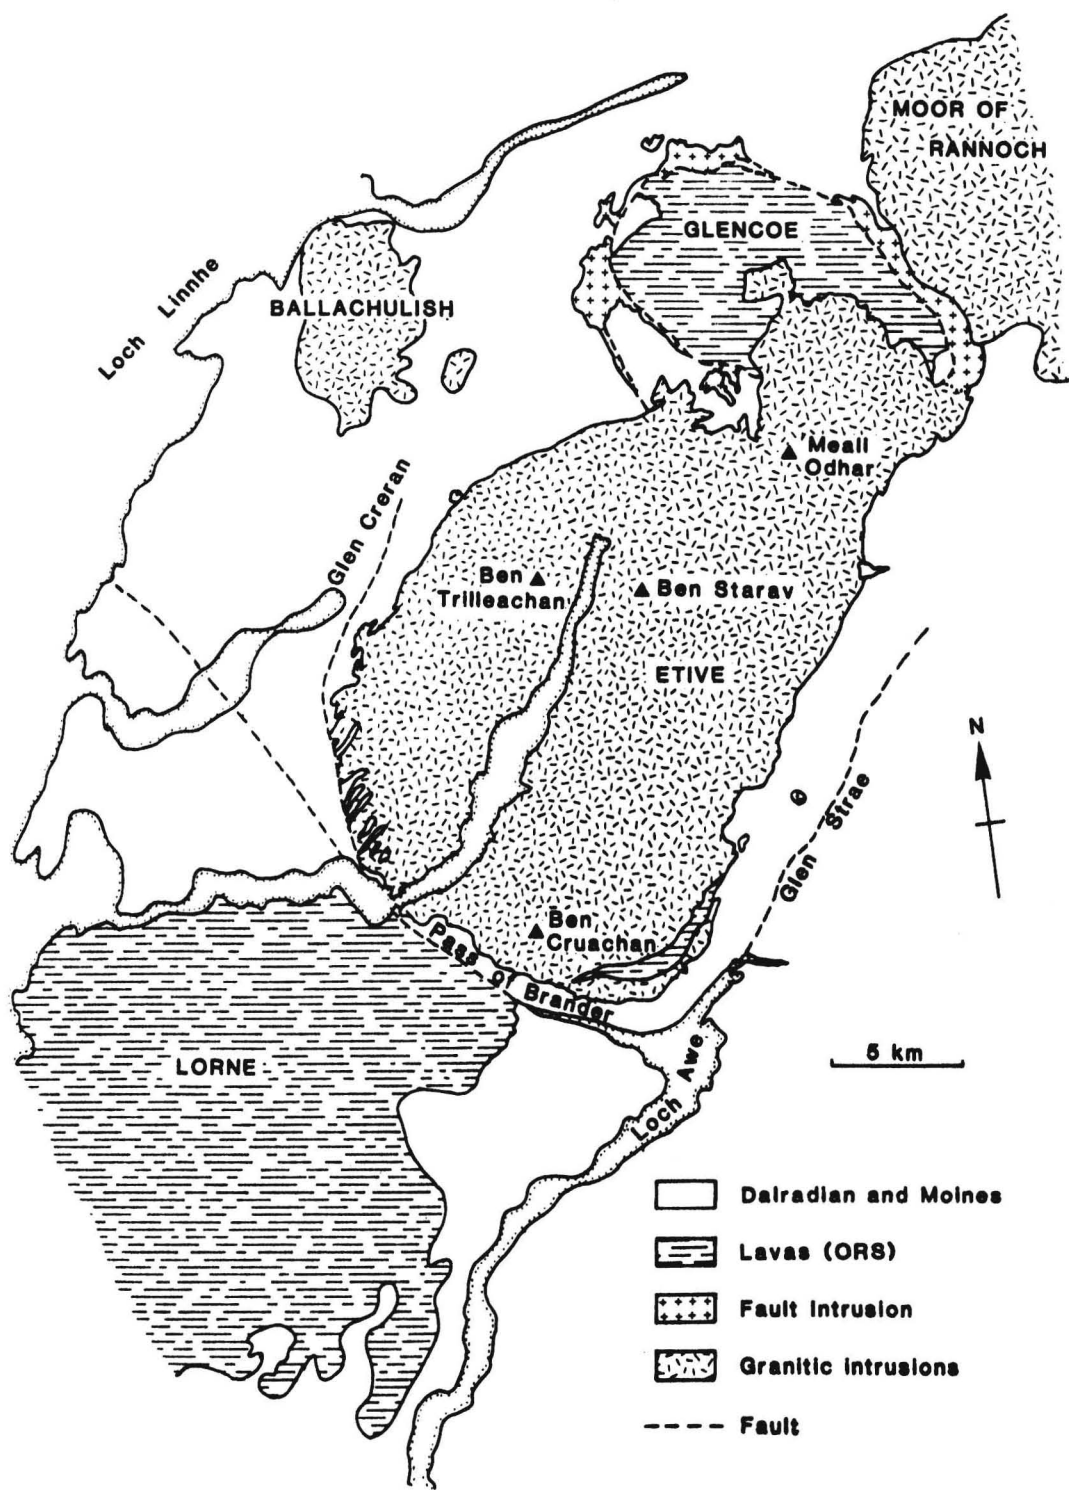 MOOR OF
RANNOCH
GLENCOE
Loch Linnhe
BALLACHULISH
Meall
Odhar
Glen Creran
Ben
Trilleachan
Ben Starav
ETIVE
N
Glen Strae
Ben
Cruachan
Pass of Brander
5 km
LORNE
Loch Awe
Dalradian and Moines
Lavas (ORS)
Fault Intrusion
Granitic intrusions
Fault